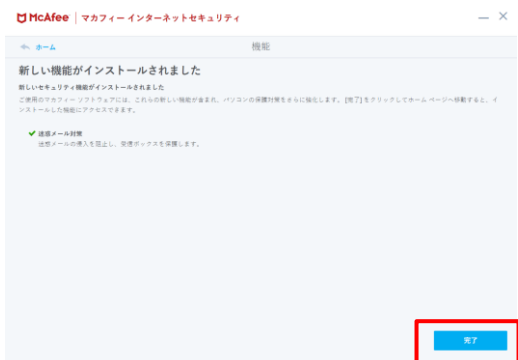 McAfee | マカフィー インターネットセキュリティ
ホーム
機能
新しい機能がインストールされました
新しいセキュリティ機能がインストールされました
ご使用のマカフィー ソフトウェアには、これらの新しい機能が含まれ、パソコンの保護対策をさらに強化します。 [完了] をクリックしてホーム ページへ移動すると、イ
ンストールした機能にアクセスできます。
迷惑メール対策
迷惑メールの侵入を阻止し、受信ボックスを保護します。
完了